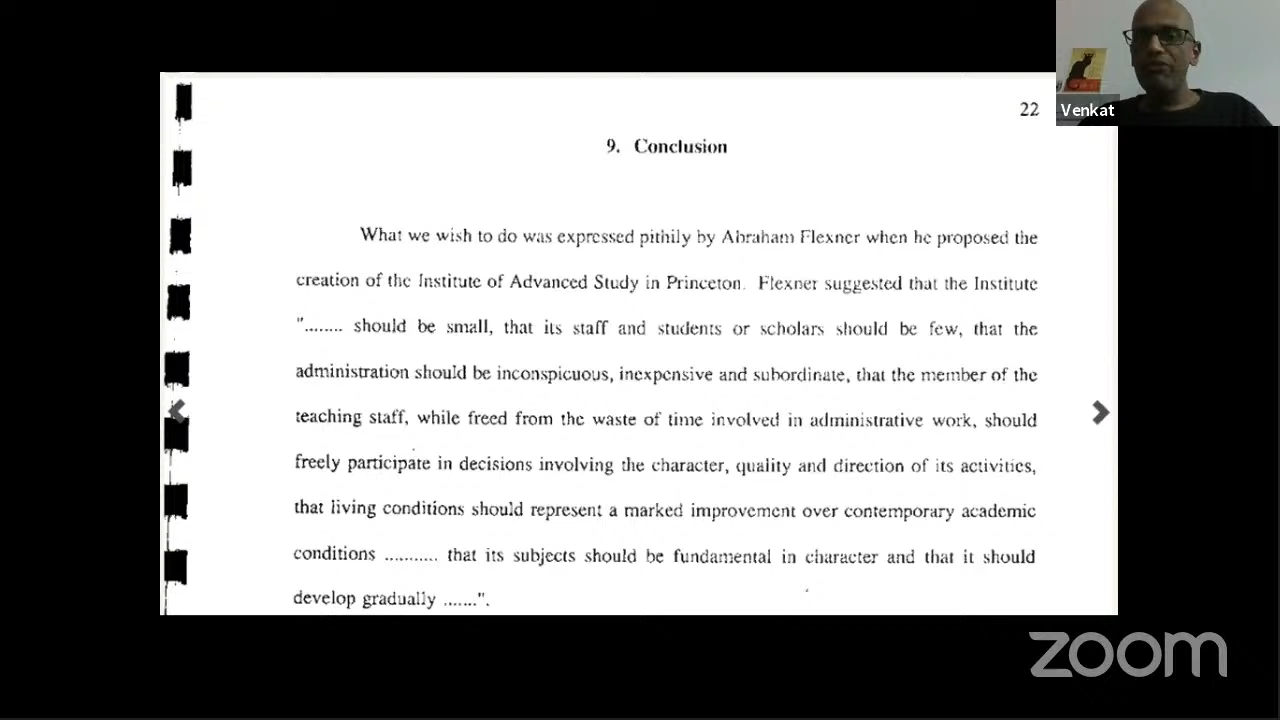 Venkat
22
9. Conclusion
What we wish to do was expressed pithily by Abraham Flexner when he proposed the
creation of the Institute of Advanced Study in Princeton. Flexner suggested that the Institute
"........ should be small, that its staff and students or scholars should be few, that the
administration should be inconspicuous, inexpensive and subordinate, that the member of the
teaching staff, while freed from the waste of time involved in administrative work, should
freely participate in decisions involving the character, quality and direction of its activities,
that living conditions should represent a marked improvement over contemporary academic
conditions ........... that its subjects should be fundamental in character and that it should
develop gradually .......".
zoom